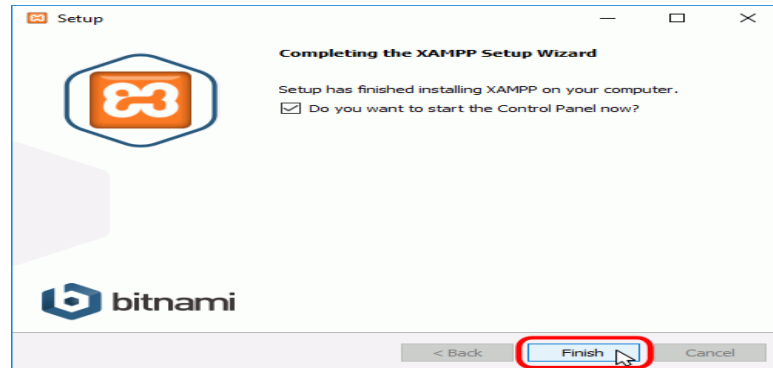 Setup
Completing the XAMPP Setup Wizard
Setup has finished installing XAMPP on your computer.
Do you want to start the Control Panel now?
bitnami
< Back
Finish
Cancel